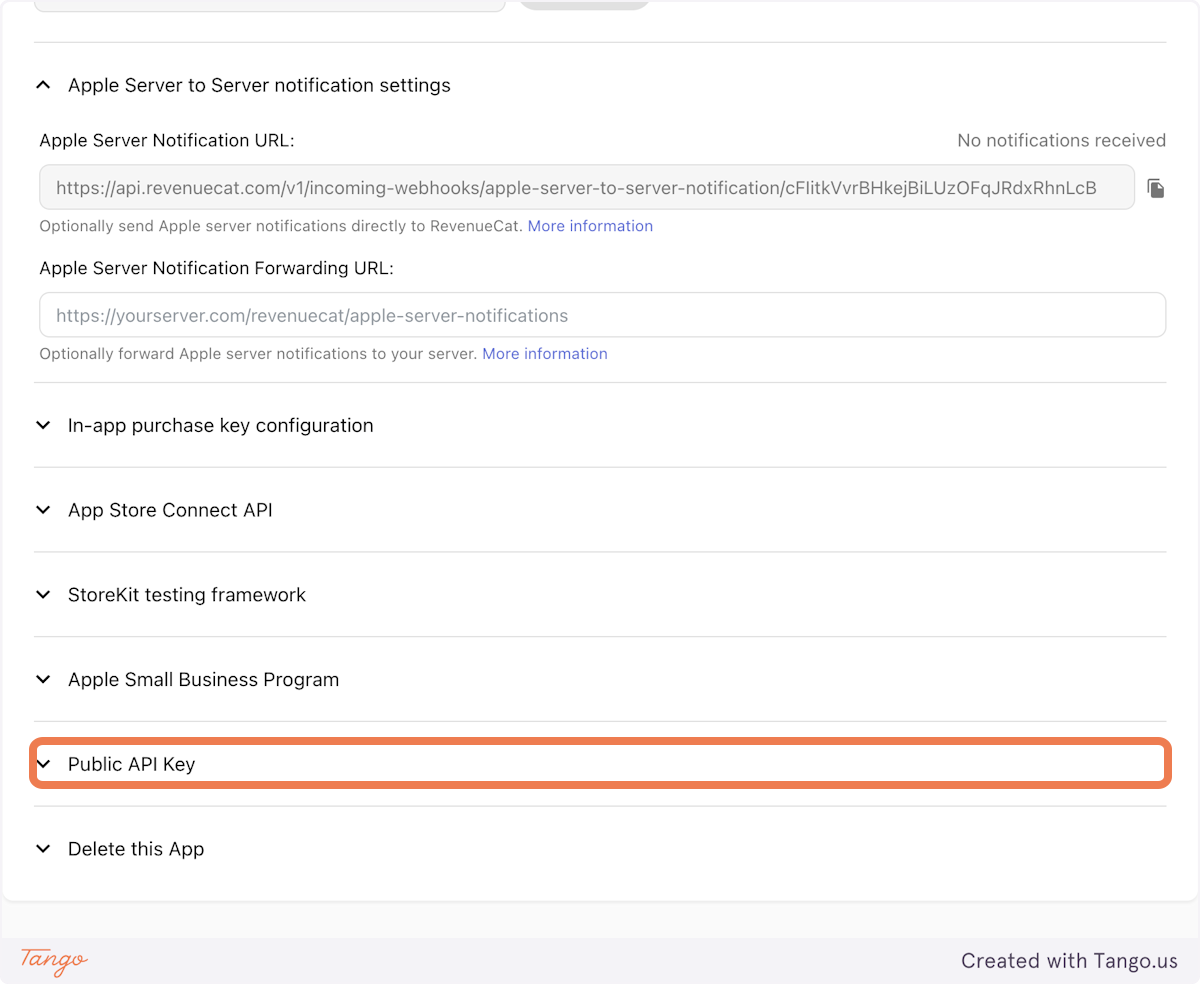 Apple Server to Server notification settings
Apple Server Notification URL:
No notifications received
https://api.revenuecat.com/v1/incoming-webhooks/apple-server-to-server-notification/cFIitkVvrBHkejBiLUzOFqJRdxRhnLcB
Optionally send Apple server notifications directly to RevenueCat. More information
Apple Server Notification Forwarding URL:
https://yourserver.com/revenuecat/apple-server-notifications
Optionally forward Apple server notifications to your server. More information
In-app purchase key configuration
App Store Connect API
StoreKit testing framework
Apple Small Business Program
Public API Key
Delete this App
Tango
Created with Tango.us